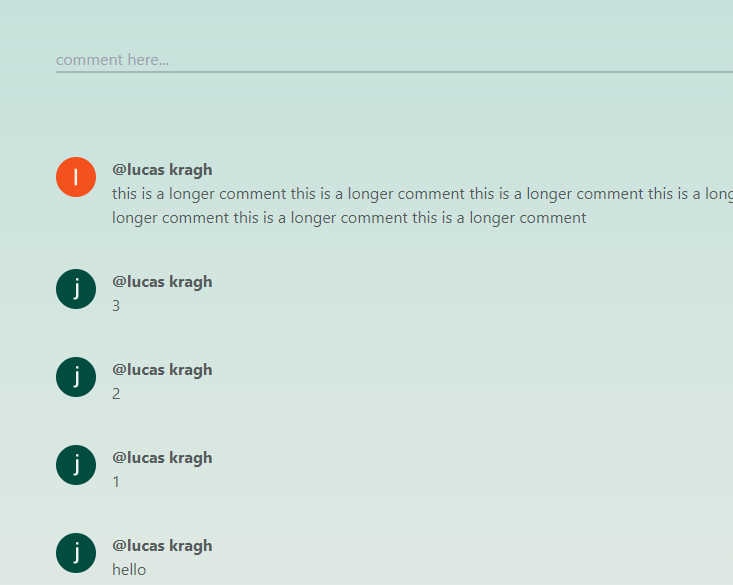 comment here...
l
@lucas kragh
this is a longer comment this is a longer comment this is a longer comment this is a
longer comment this is a longer comment this is a longer comment
j
@lucas kragh
3
j
@lucas kragh
2
j
@lucas kragh
1
j
@lucas kragh
hello